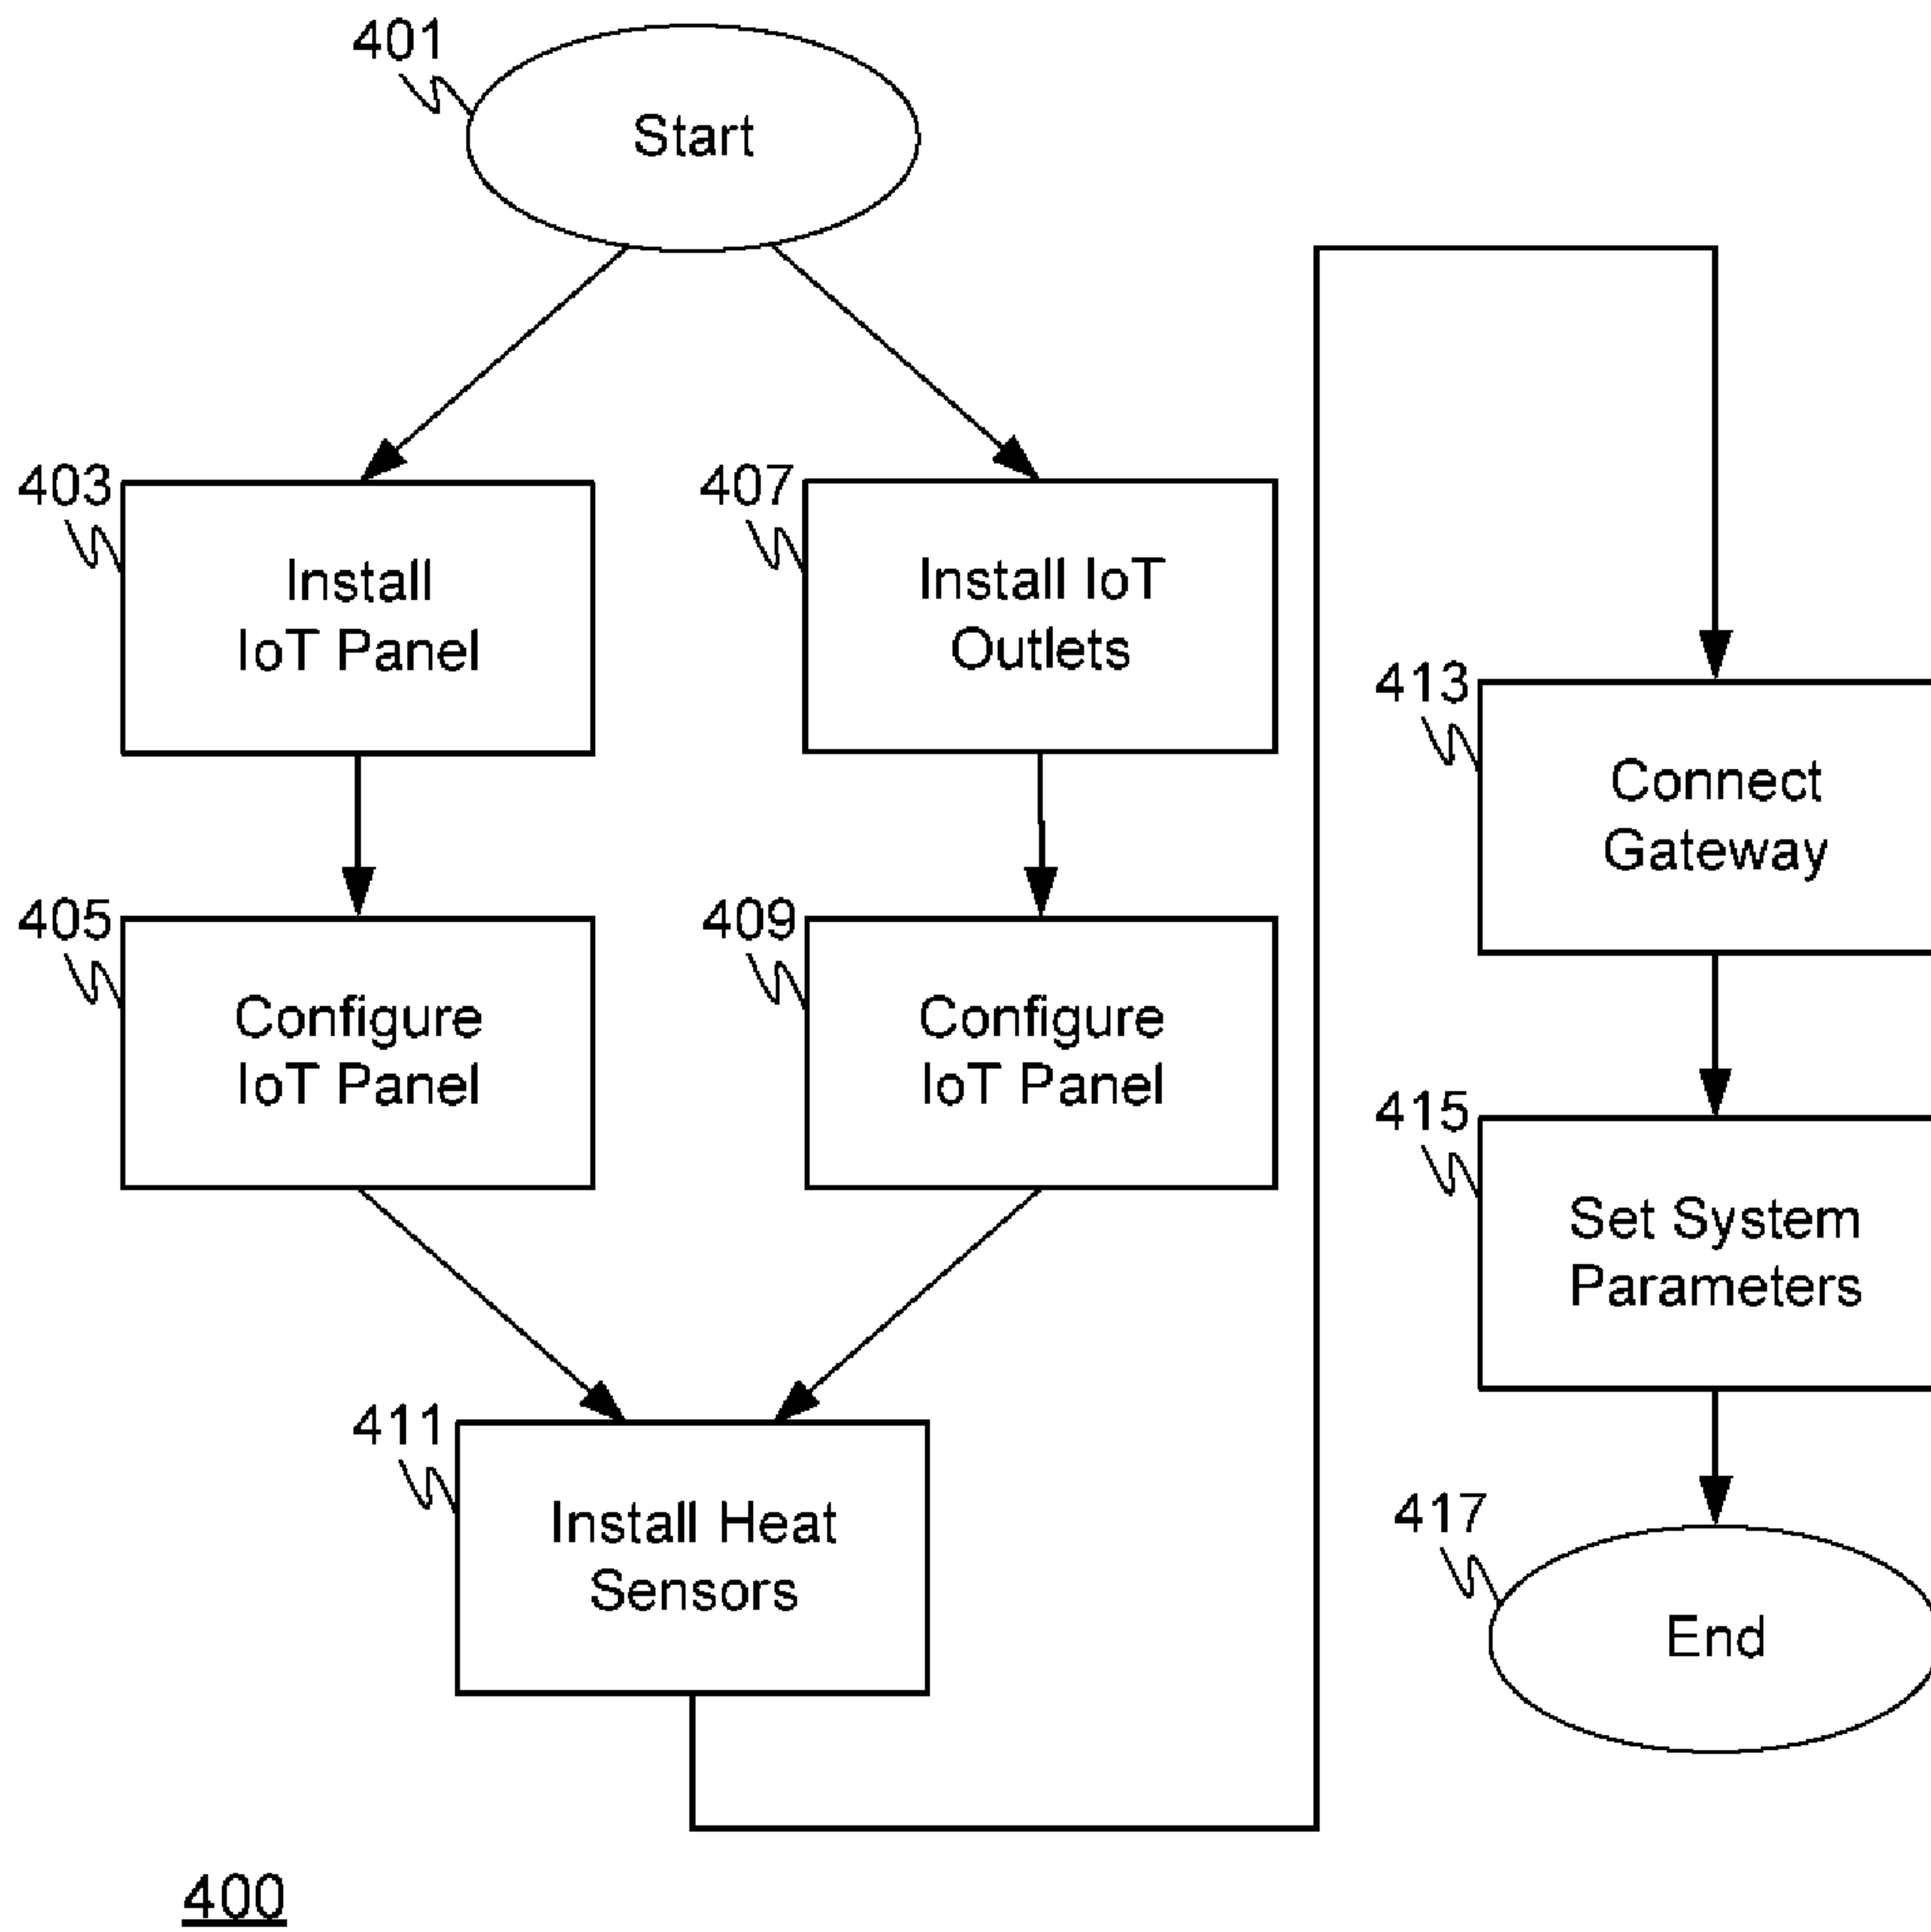 401
Start
403
Install
IoT Panel
407
Install IoT
Outlets
405
Configure
IoT Panel
409
Configure
IoT Panel
411
Install Heat
Sensors
413
Connect
Gateway
415
Set System
Parameters
417
End
400